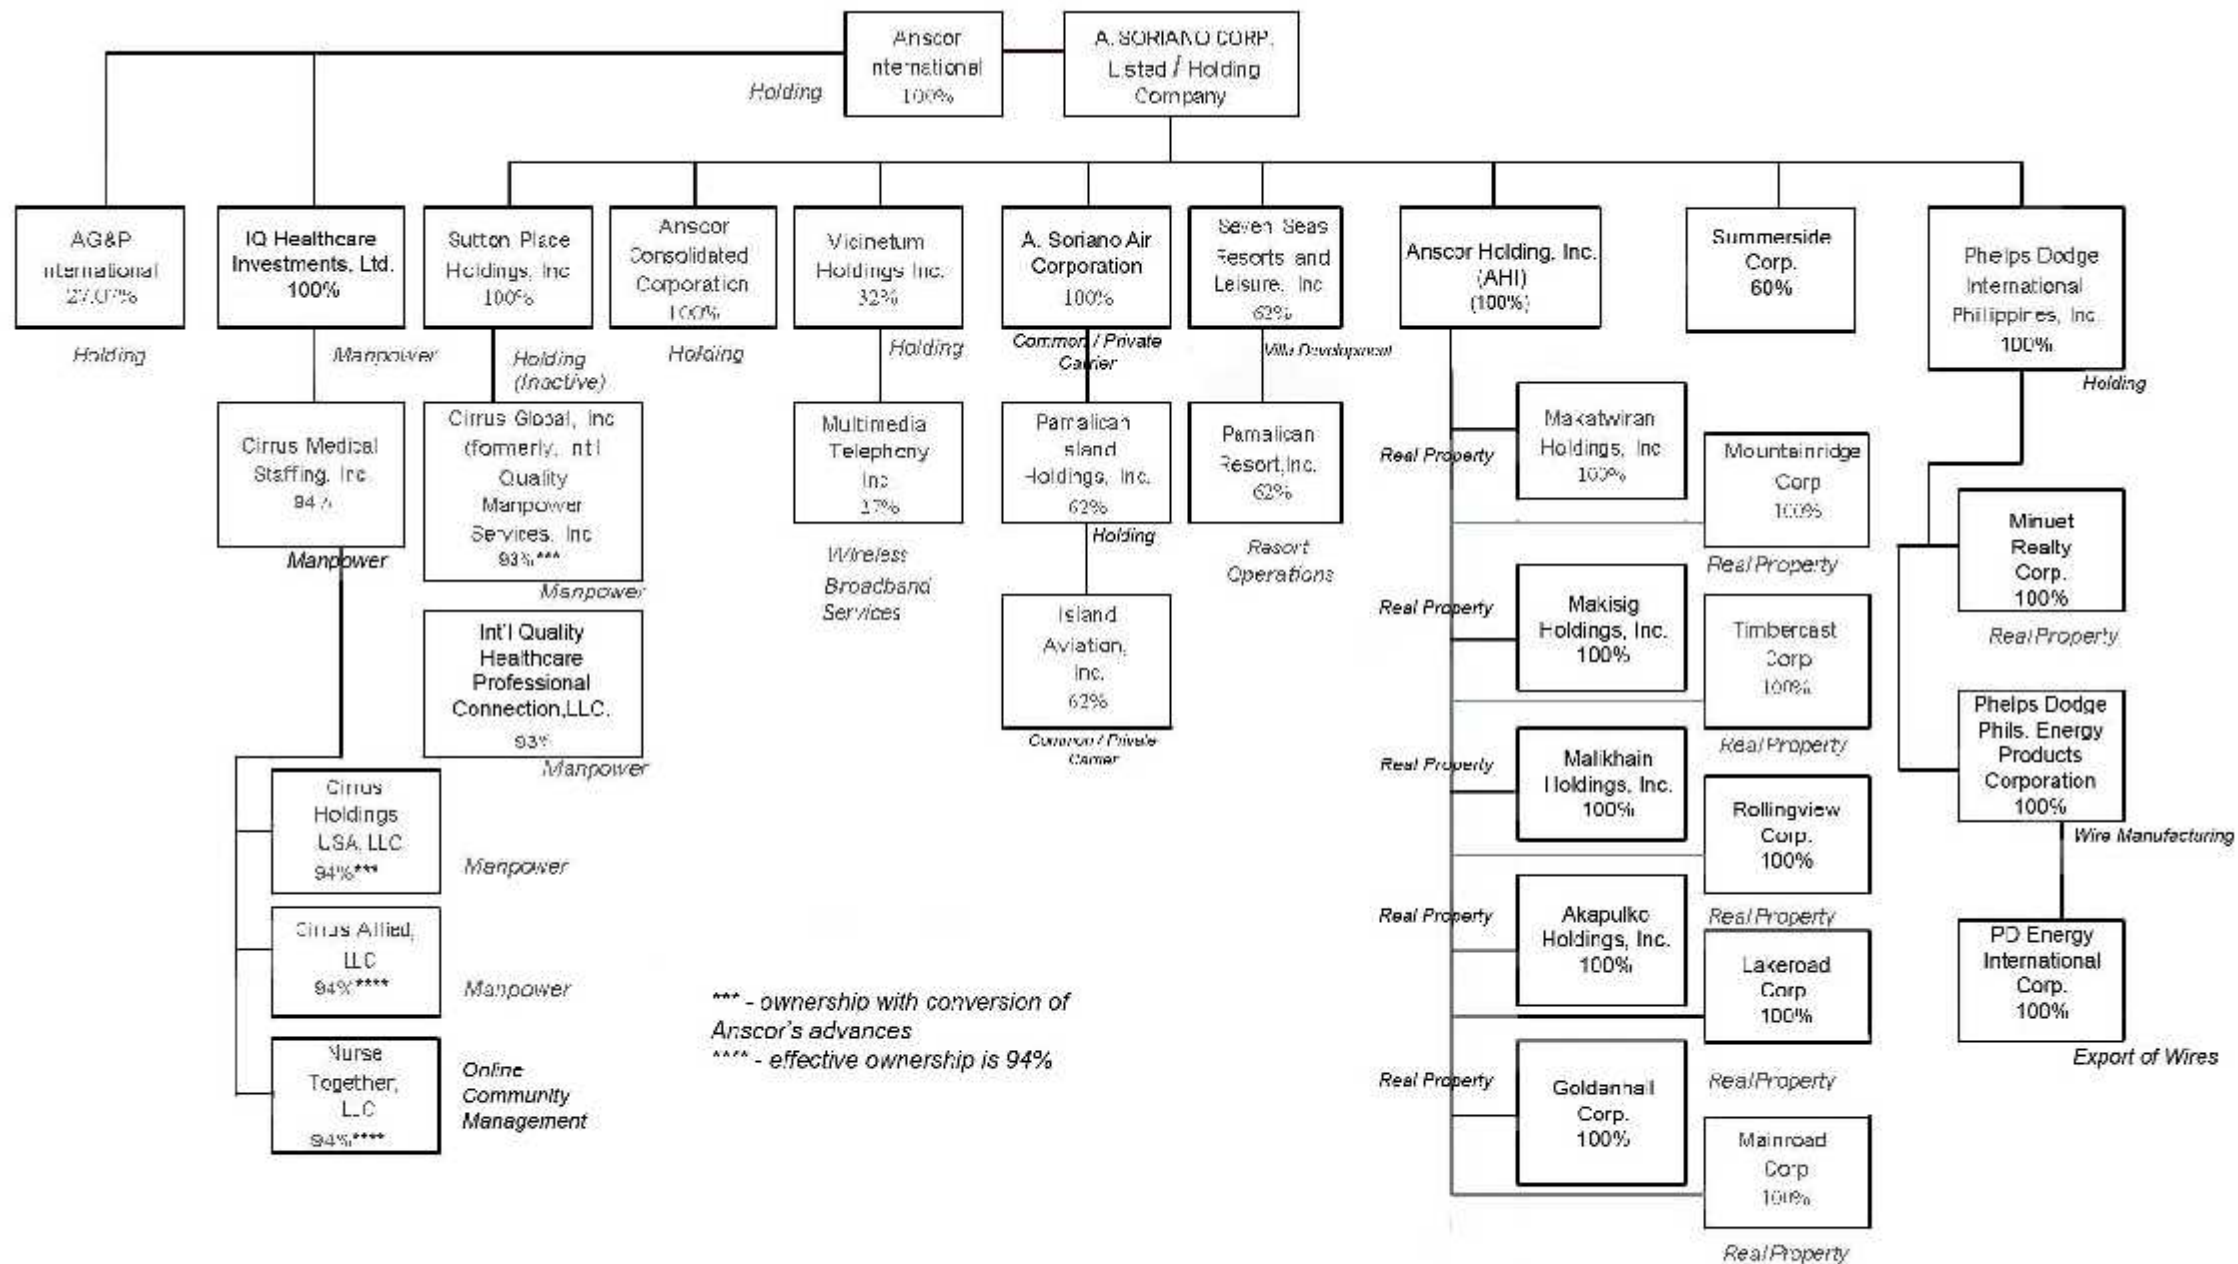 Anscor
nternational
100%
Holding
A. SORIANO CORP.
Listed / Holding
Company
AG&P
nternational
27.07%
Holding
IQ Healthcare
Investments, Ltd.
100%
Manpower
Sutton Place
Holdings, Inc
100%
Holding
(Inactive)
Anscor
Consolidated
Corporation
100%
Holding
Vicinetum
Holdings Inc.
32%
Holding
A. Soriano Air
Corporation
100%
Common / Private
Carrier
Seven Seas
Resorts and
Leisure, Inc
62%
Villa Development
Anscor Holding, Inc.
(AHI)
(100%)
Summerside
Corp.
60%
Phelps Dodge
International
Philippines, Inc
100%
Holding
Cirrus Medical
Staffing, Inc
94%
Manpower
Cirrus Global, Inc
(formerly, Int'l
Quality
Manpower
Services, Inc
93%***
Manpower
Int'l Quality
Healthcare
Professional
Connection,LLC.
93%
Manpower
Cirrus
Holdings
USA, LLC
94%***
Manpower
Cirrus Allied,
LLC
94%****
Manpower
Nurse
Together,
LLC
94%****
Online
Community
Management
Multimedia
Telephony
Inc
Wireless
Broadband
Services
Pamalican
Island
Holdings, Inc.
62%
Holding
Island
Aviation,
Inc.
62%
Common / Private
Carrier
Pamalican
Resort,Inc.
62%
Resort
Operations
*** - ownership with conversion of
Anscor's advances
**** - effective ownership is 94%
Real Property
Makatwiran
Holdings, Inc
100%
Mountainridge
Corp
100%
Real Property
Real Property
Makisig
Holdings, Inc.
100%
Timbercast
Corp
100%
Real Property
Real Property
Malikhain
Holdings, Inc.
100%
Rollingview
Corp.
100%
Real Property
Real Property
Akapulko
Holdings, Inc.
100%
Lakeroad
Corp
100%
Real Property
Real Property
Goldanhall
Corp.
100%
Mainroad
Corp
100%
Real Property
Minuet
Realty
Corp.
100%
Real Property
Phelps Dodge
Phils. Energy
Products
Corporation
100%
Wire Manufacturing
PD Energy
International
Corp.
100%
Export of Wires